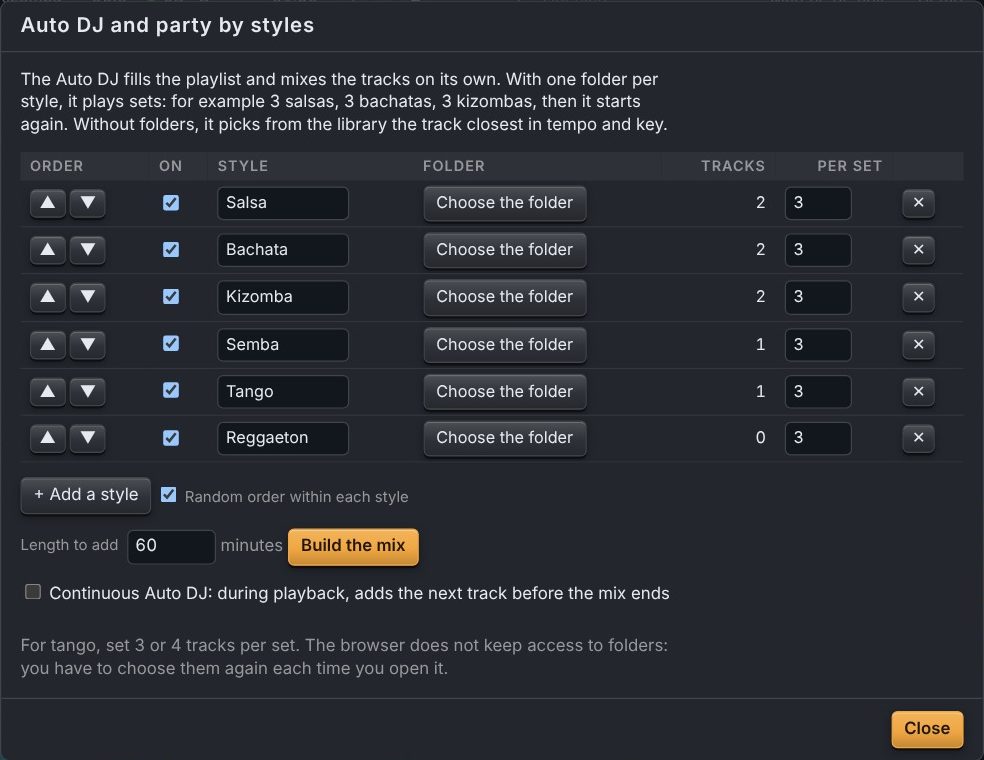 Auto DJ and party by styles
The Auto DJ fills the playlist and mixes the tracks on its own. With one folder per
style, it plays sets: for example 3 salsas, 3 bachatas, 3 kizombas, then it starts
again. Without folders, it picks from the library the track closest in tempo and key.
ORDER ON STYLE FOLDER TRACKS PER SET
▲ ▼ Salsa Choose the folder 2 3 ✕
▲ ▼ Bachata Choose the folder 2 3 ✕
▲ ▼ Kizomba Choose the folder 2 3 ✕
▲ ▼ Semba Choose the folder 1 3 ✕
▲ ▼ Tango Choose the folder 1 3 ✕
▲ ▼ Reggaeton Choose the folder 0 3 ✕
+ Add a style Random order within each style
Length to add 60 minutes Build the mix
Continuous Auto DJ: during playback, adds the next track before the mix ends
For tango, set 3 or 4 tracks per set. The browser does not keep access to folders:
you have to choose them again each time you open it.
Close